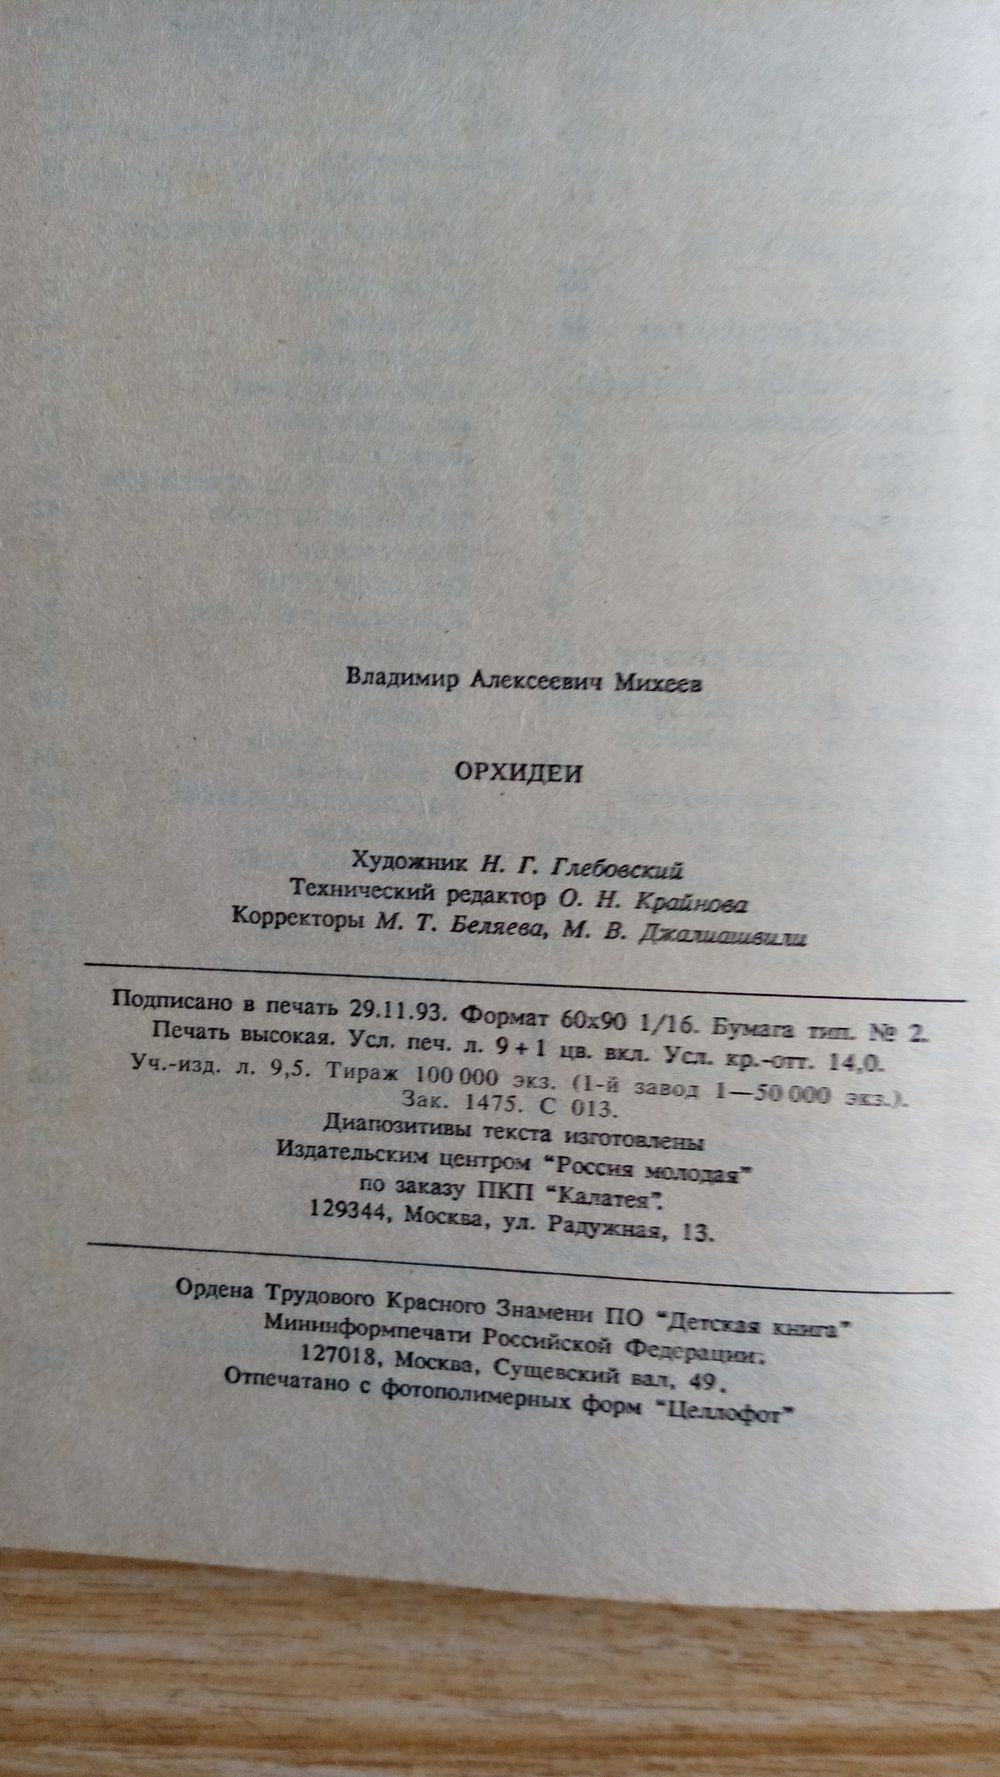 Владимир Алексеевич Михеев
ОРХИДЕИ
Художник Н. Г. Глебовский
Технический редактор О. Н. Крайнова
Корректоры М. Т. Беляева, М. В. Джалиашвили
Подписано в печать 29.11.93. Формат 60х90 1/16. Бумага тип. № 2.
Печать высокая. Усл. печ. л. 9+1 цв. вкл. Усл. кр.-отт. 14,0.
Уч.-изд. л. 9,5. Тираж 100 000 экз. (1-й завод 1—50 000 экз.).
Зак. 1475. С 013.
Диапозитивы текста изготовлены
Издательским центром "Россия молодая"
по заказу ПКП "Калатея".
129344, Москва, ул. Радужная, 13.
Ордена Трудового Красного Знамени ПО "Детская книга"
Мининформпечати Российской Федерации.
127018, Москва, Сущевский вал, 49.
Отпечатано с фотополимерных форм "Целлофот"